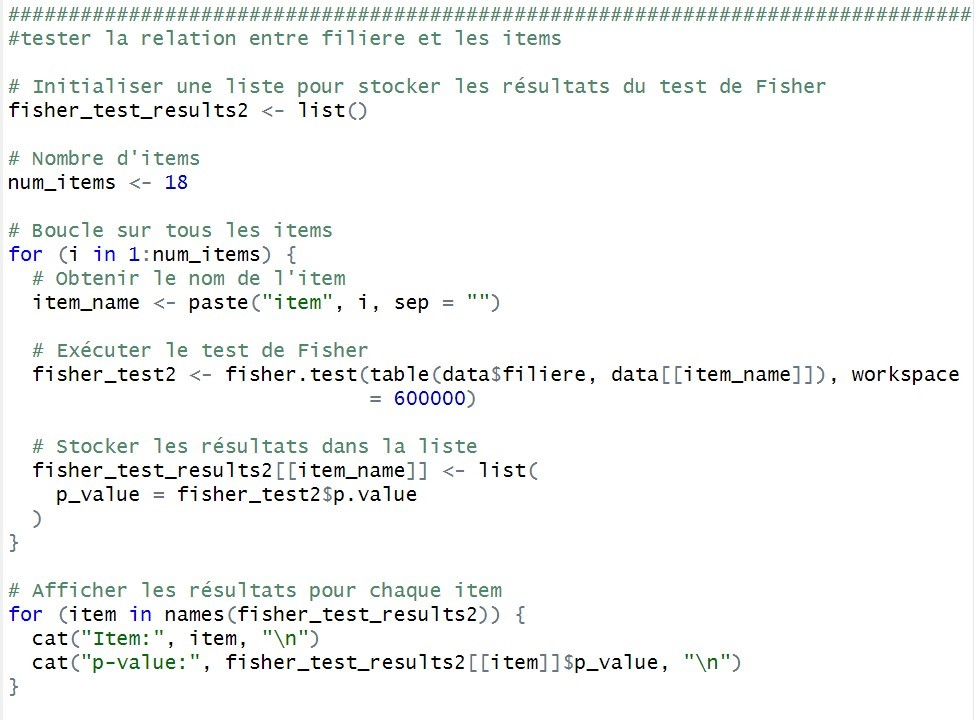 ################################################################################
#tester la relation entre filiere et les items
# Initialiser une liste pour stocker les résultats du test de Fisher
fisher_test_results2 <- list()
# Nombre d'items
num_items <- 18
# Boucle sur tous les items
for (i in 1:num_items) {
  # Obtenir le nom de l'item
  item_name <- paste("item", i, sep = "")
  # Exécuter le test de Fisher
  fisher_test2 <- fisher.test(table(data$filiere, data[[item_name]]), workspace
                              = 600000)
  # Stocker les résultats dans la liste
  fisher_test_results2[[item_name]] <- list(
    p_value = fisher_test2$p.value
  )
}
# Afficher les résultats pour chaque item
for (item in names(fisher_test_results2)) {
  cat("Item:", item, "\n")
  cat("p-value:", fisher_test_results2[[item]]$p_value, "\n")
}